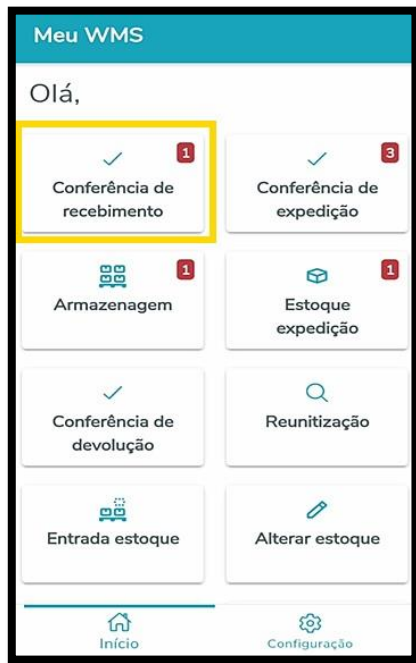 Meu WMS
Olá,
1
Conferência de
recebimento
3
Conferência de
expedição
1
Armazenagem
1
Estoque
expedição
Conferência de
devolução
Reunitização
Entrada estoque
Alterar estoque
Início
Configuração